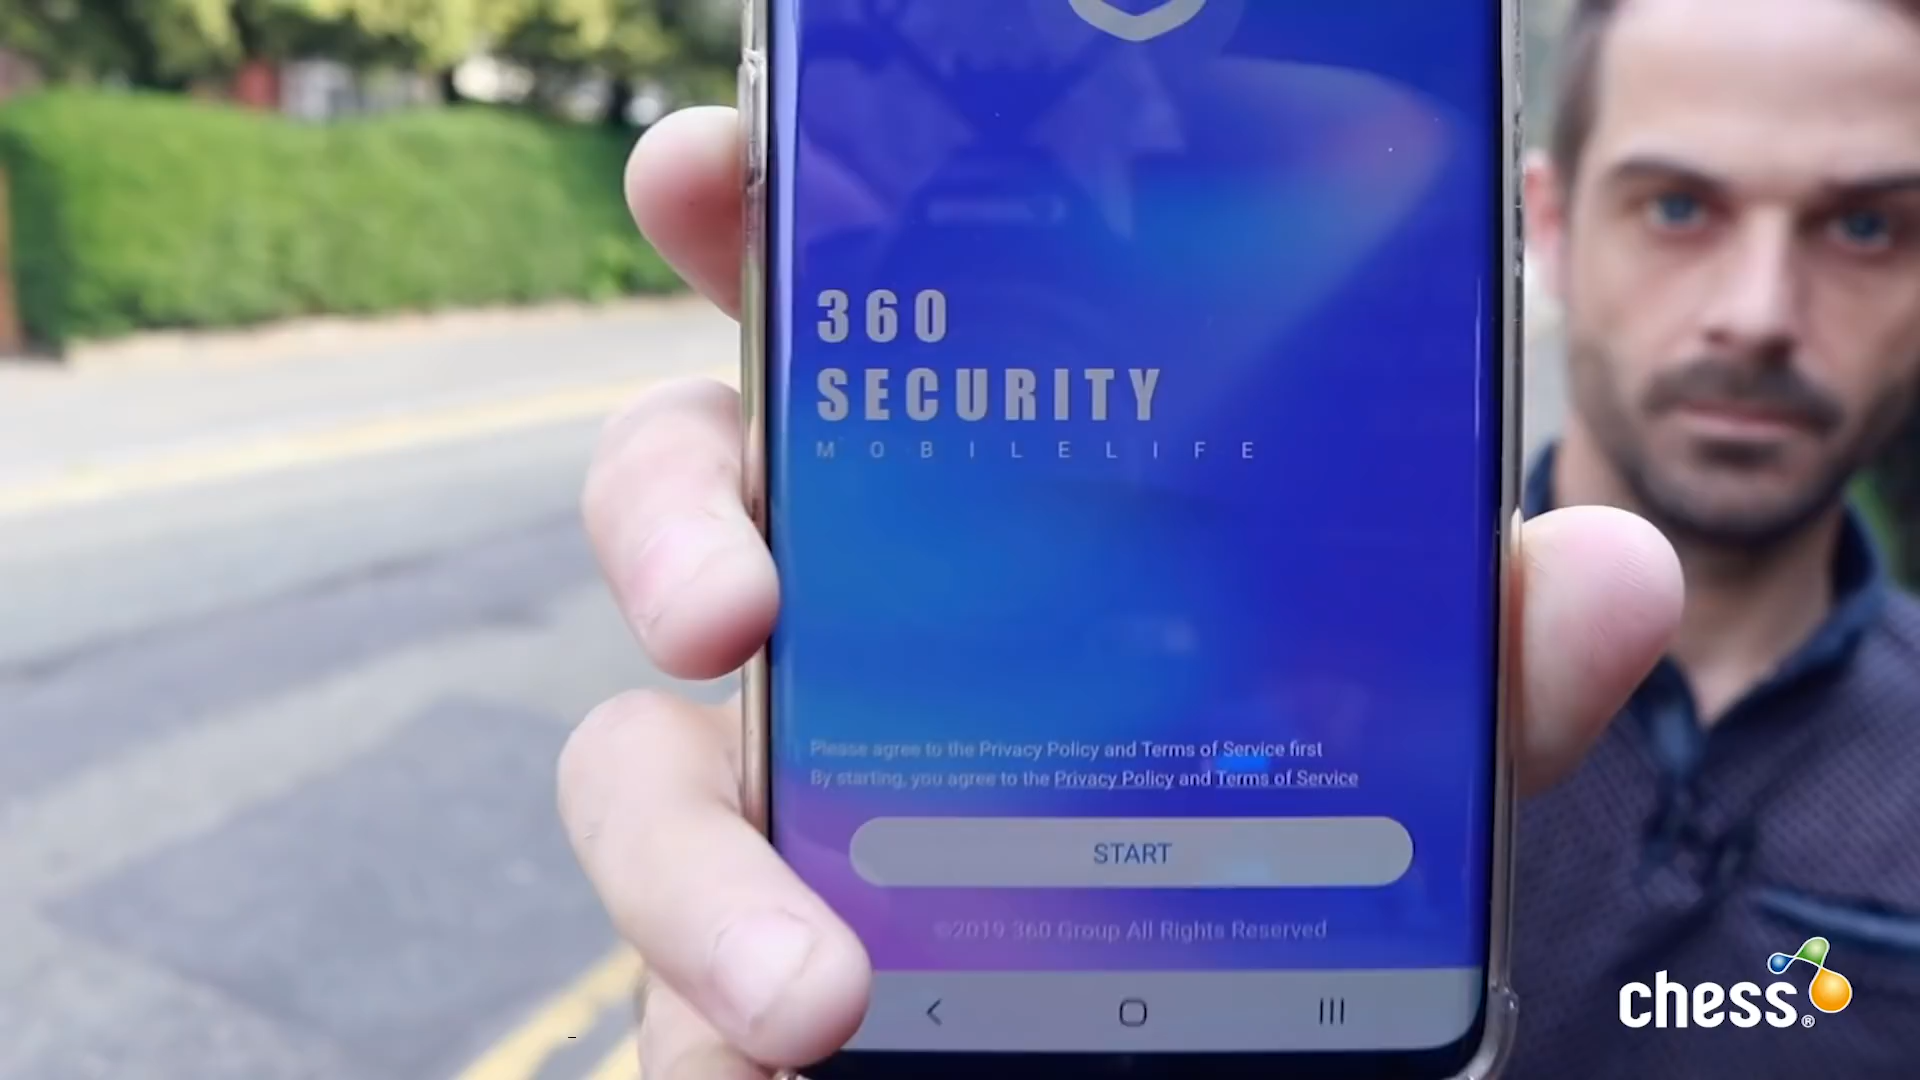 360
SECURITY
MOBILELIFE
Please agree to the Privacy Policy and Terms of Service first
By starting, you agree to the Privacy Policy and Terms of Service
START
©2019 360 Group All Rights Reserved
chess®